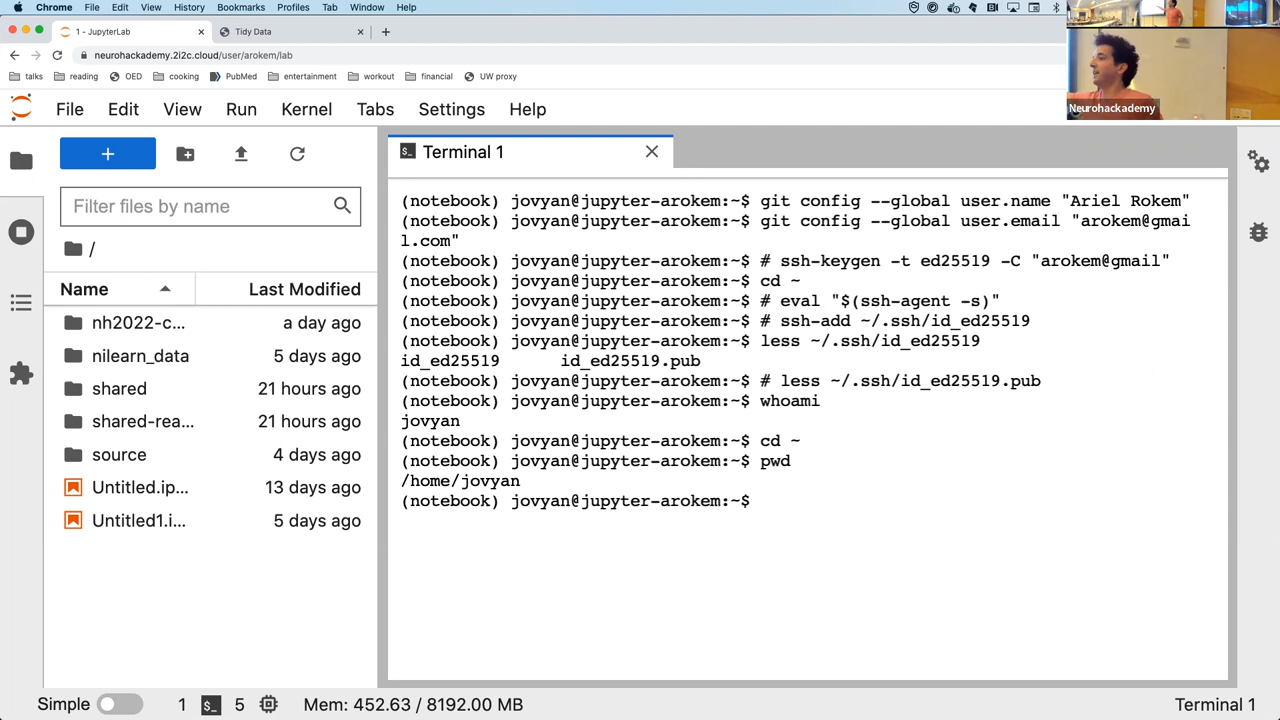 Chrome File Edit View History Bookmarks Profiles Tab Window Help
1 - JupyterLab
Tidy Data
neurohackademy.2i2c.cloud/user/arokem/lab
talks reading OED cooking PubMed entertainment workout financial UW proxy
Neurohackademy
File Edit View Run Kernel Tabs Settings Help
Terminal 1
Filter files by name
/
Name Last Modified
nh2022-c... a day ago
nilearn_data 5 days ago
shared 21 hours ago
shared-rea... 21 hours ago
source 4 days ago
Untitled.ip... 13 days ago
Untitled1.i... 5 days ago
(notebook) jovyan@jupyter-arokem:~$ git config --global user.name "Ariel Rokem"
(notebook) jovyan@jupyter-arokem:~$ git config --global user.email "arokem@gmai
l.com"
(notebook) jovyan@jupyter-arokem:~$ # ssh-keygen -t ed25519 -C "arokem@gmail"
(notebook) jovyan@jupyter-arokem:~$ cd ~
(notebook) jovyan@jupyter-arokem:~$ # eval "$(ssh-agent -s)"
(notebook) jovyan@jupyter-arokem:~$ # ssh-add ~/.ssh/id_ed25519
(notebook) jovyan@jupyter-arokem:~$ less ~/.ssh/id_ed25519
id_ed25519 id_ed25519.pub
(notebook) jovyan@jupyter-arokem:~$ # less ~/.ssh/id_ed25519.pub
(notebook) jovyan@jupyter-arokem:~$ whoami
jovyan
(notebook) jovyan@jupyter-arokem:~$ cd ~
(notebook) jovyan@jupyter-arokem:~$ pwd
/home/jovyan
(notebook) jovyan@jupyter-arokem:~$
Simple 1 5 Mem: 452.63 / 8192.00 MB Terminal 1